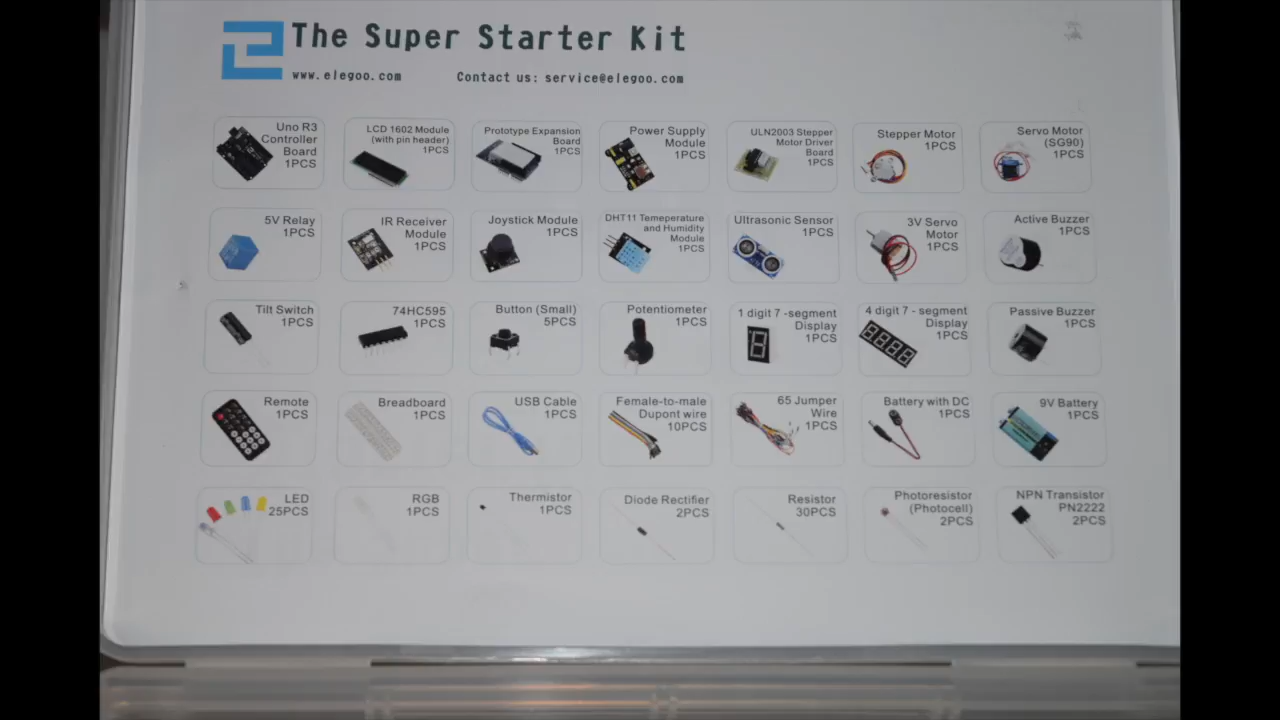 The Super Starter Kit
www.elegoo.com Contact us: service@elegoo.com
Uno R3
Controller
Board
1PCS
LCD 1602 Module
(with pin header)
1PCS
Prototype Expansion
Board
1PCS
Power Supply
Module
1PCS
ULN2003 Stepper
Motor Driver
Board
1PCS
Stepper Motor
1PCS
Servo Motor
(SG90)
1PCS
5V Relay
1PCS
IR Receiver
Module
1PCS
Joystick Module
1PCS
DHT11 Temeperature
and Humidity
Module
1PCS
Ultrasonic Sensor
1PCS
3V Servo
Motor
1PCS
Active Buzzer
1PCS
Tilt Switch
1PCS
74HC595
1PCS
Button (Small)
5PCS
Potentiometer
1PCS
1 digit 7 -segment
Display
1PCS
4 digit 7 - segment
Display
1PCS
Passive Buzzer
1PCS
Remote
1PCS
Breadboard
1PCS
USB Cable
1PCS
Female-to-male
Dupont wire
10PCS
65 Jumper
Wire
1PCS
Battery with DC
1PCS
9V Battery
1PCS
LED
25PCS
RGB
1PCS
Thermistor
1PCS
Diode Rectifier
2PCS
Resistor
30PCS
Photoresistor
(Photocell)
2PCS
NPN Transistor
PN2222
2PCS